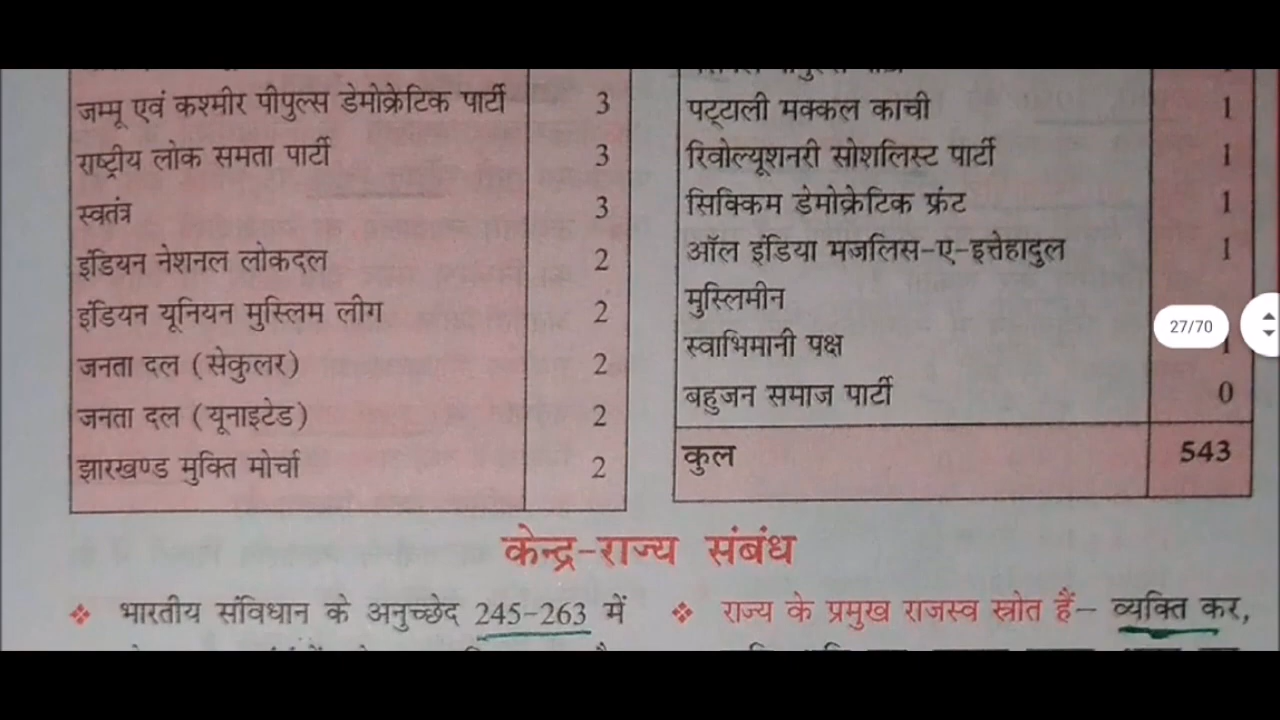 जम्मू एवं कश्मीर पीपुल्स डेमोक्रेटिक पार्टी 3
राष्ट्रीय लोक समता पार्टी 3
स्वतंत्र 3
इंडियन नेशनल लोकदल 2
इंडियन यूनियन मुस्लिम लीग 2
जनता दल (सेकुलर) 2
जनता दल (यूनाइटेड) 2
झारखण्ड मुक्ति मोर्चा 2
पट्टाली मक्कल काची 1
रिवोल्यूशनरी सोशलिस्ट पार्टी 1
सिक्किम डेमोक्रेटिक फ्रंट 1
ऑल इंडिया मजलिस-ए-इत्तेहादुल 1
मुस्लिमीन
स्वाभिमानी पक्ष 1
बहुजन समाज पार्टी 0
कुल 543
27/70
केन्द्र-राज्य संबंध
❖ भारतीय संविधान के अनुच्छेद 245-263 में
❖ राज्य के प्रमुख राजस्व स्रोत हैं- व्यक्ति कर,